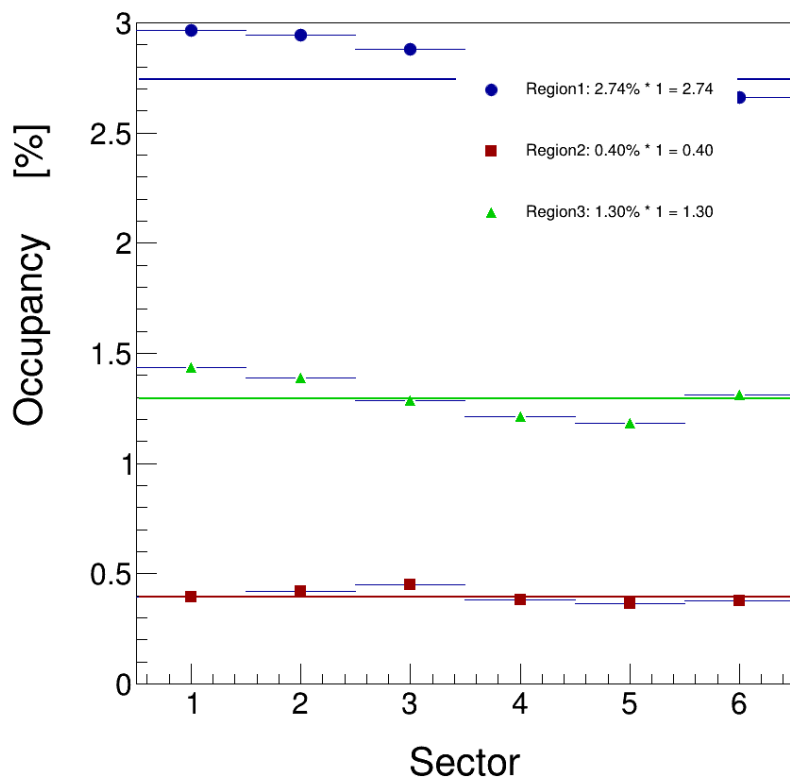 3
2.5
2
1.5
1
0.5
0
Occupancy [%]
Region1: 2.74% * 1 = 2.74
Region2: 0.40% * 1 = 0.40
Region3: 1.30% * 1 = 1.30
1 2 3 4 5 6
Sector